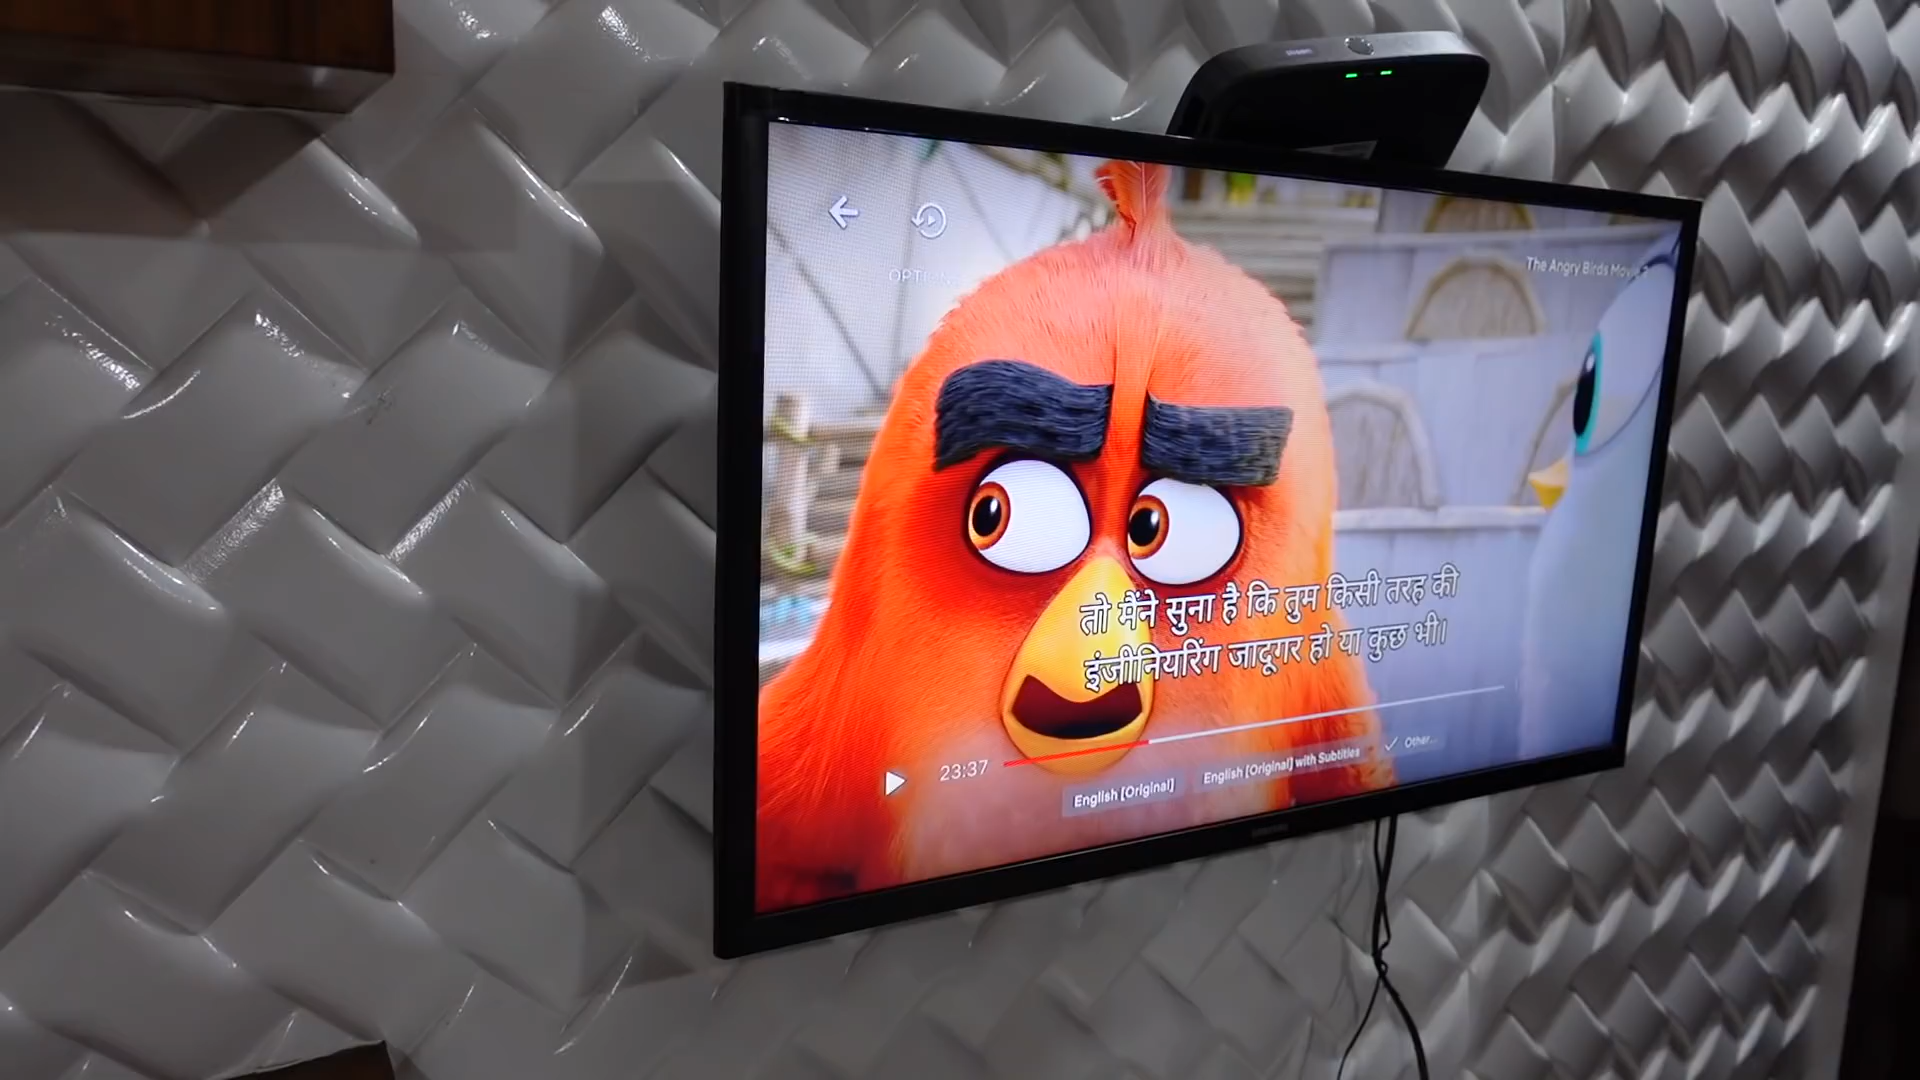 OPTIONS
The Angry Birds Movie 2
तो मैंने सुना है कि तुम किसी तरह की
इंजीनियरिंग जादूगर हो या कुछ भी।
23:37
English [Original]
English [Original] with Subtitles
Other...